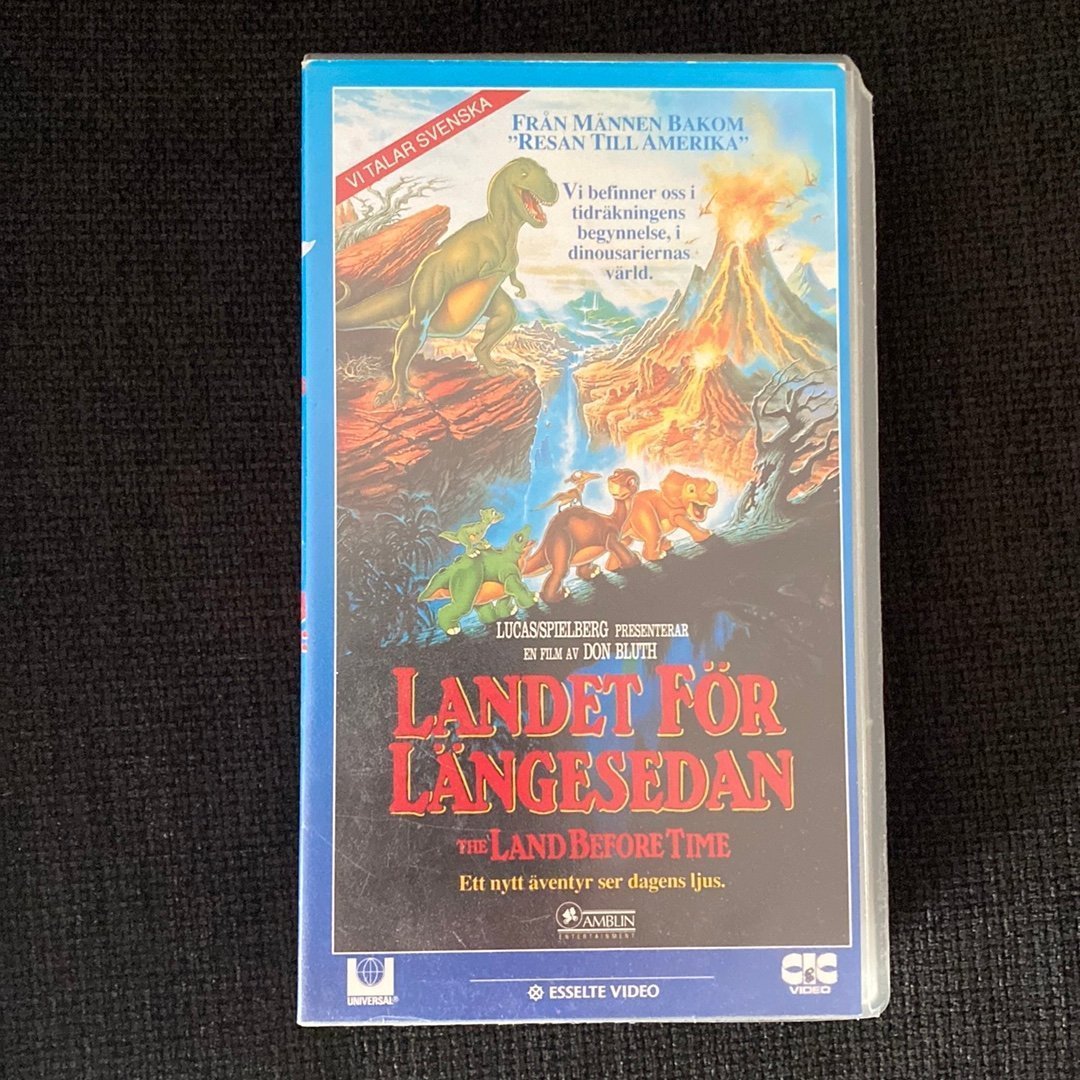 VI TALAR SVENSKA
FRÅN MÄNNEN BAKOM
"RESAN TILL AMERIKA"
Vi befinner oss i
tidräkningens
begynnelse, i
dinousariernas
värld.
LUCAS/SPIELBERG PRESENTERAR
EN FILM AV DON BLUTH
LANDET FÖR
LÄNGESEDAN
THE LAND BEFORE TIME
Ett nytt äventyr ser dagens ljus.
AMBLIN
ENTERTAINMENT
UNIVERSAL®
ESSELTE VIDEO
CIC
VIDEO